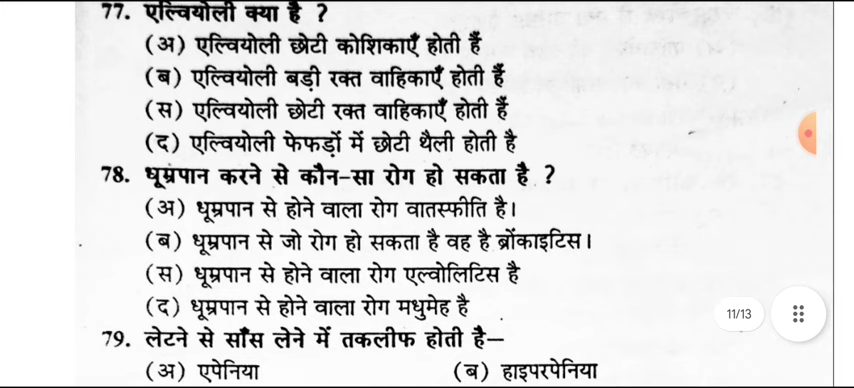 77. एल्वियोली क्या है ?
(अ) एल्वियोली छोटी कोशिकाएँ होती हैं
(ब) एल्वियोली बड़ी रक्त वाहिकाएँ होती हैं
(स) एल्वियोली छोटी रक्त वाहिकाएँ होती हैं
(द) एल्वियोली फेफड़ों में छोटी थैली होती है
78. धूम्रपान करने से कौन-सा रोग हो सकता है ?
(अ) धूम्रपान से होने वाला रोग वातस्फीति है।
(ब) धूम्रपान से जो रोग हो सकता है वह है ब्रोंकाइटिस।
(स) धूम्रपान से होने वाला रोग एल्वोलिटिस है
(द) धूम्रपान से होने वाला रोग मधुमेह है
11/13
79. लेटने से साँस लेने में तकलीफ होती है—
(अ) एपेनिया (ब) हाइपरपेनिया